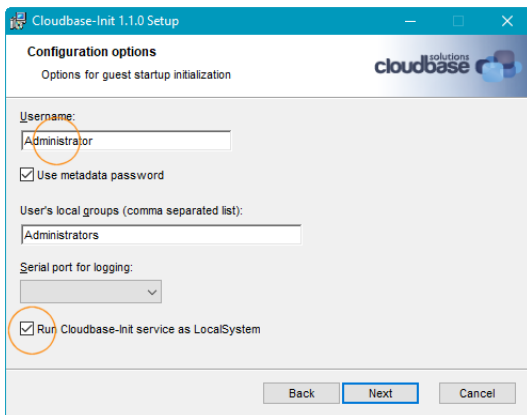 Cloudbase-Init 1.1.0 Setup
Configuration options
Options for guest startup initialization
cloudbase solutions
Username:
Administrator
Use metadata password
User's local groups (comma separated list):
Administrators
Serial port for logging:
Run Cloudbase-Init service as LocalSystem
Back Next Cancel